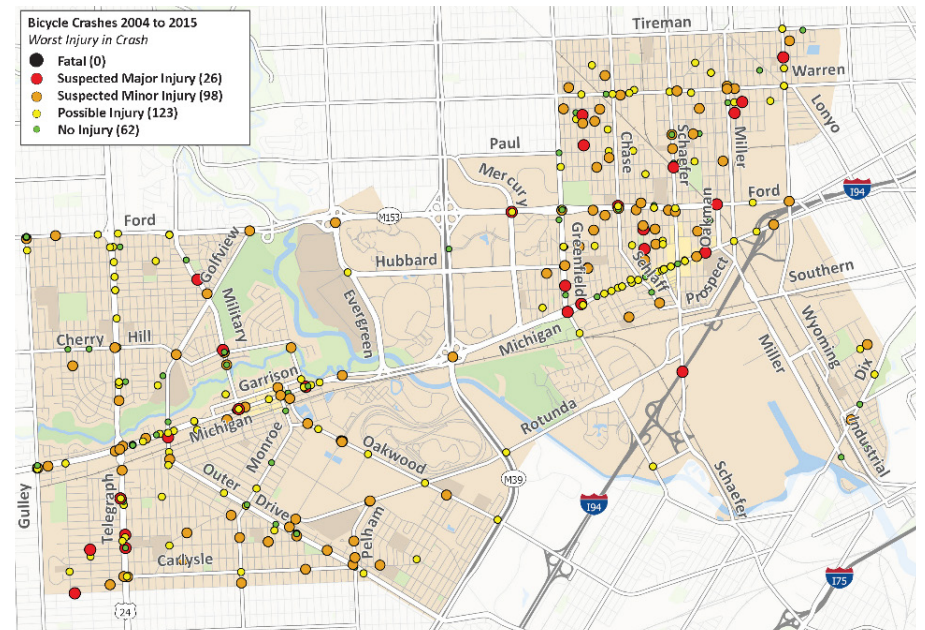 Bicycle Crashes 2004 to 2015
Worst Injury in Crash
Fatal (0)
Suspected Major Injury (26)
Suspected Minor Injury (98)
Possible Injury (123)
No Injury (62)
Tireman
Warren
Lonyo
Paul
Chase
Schaefer
Miller
Mercury
I94
Ford
M153
Ford
Oakman
Golfview
Greenfield
Hubbard
Senlaff
Prospect
Southern
Evergreen
Military
Michigan
Wyoming
Cherry Hill
Miller
Dix
Garrison
Michigan
Rotunda
Monroe
Oakwood
Industrial
Outer Drive
M39
Schaefer
Gulley
Telegraph
I94
Pelham
Carlysle
I75
24